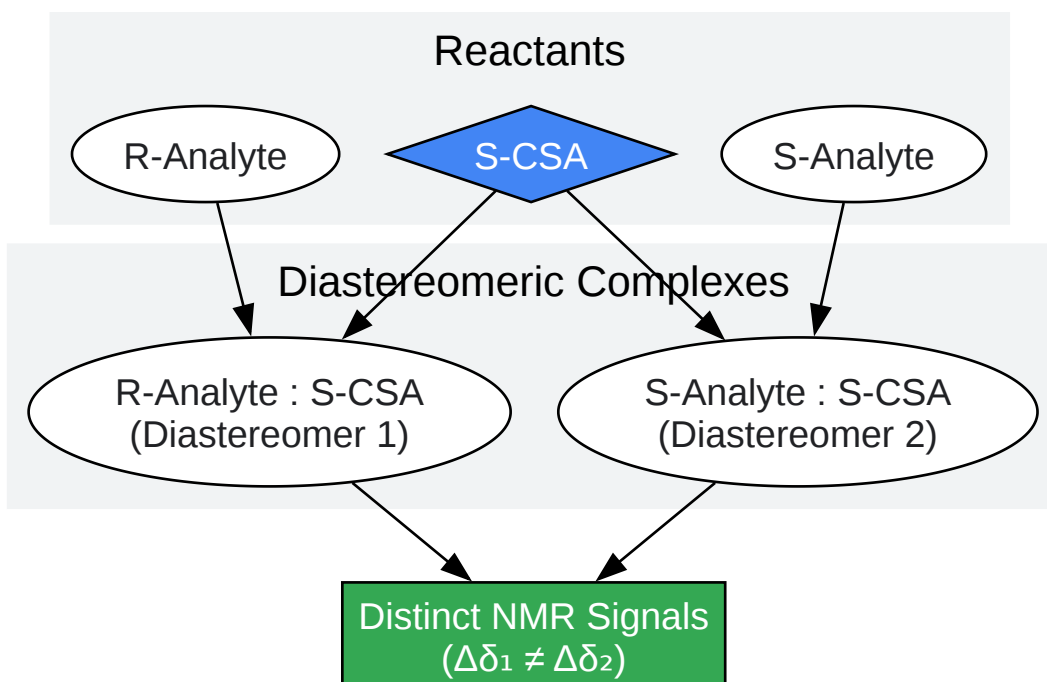 Reactants
R-Analyte
S-CSA
S-Analyte
Diastereomeric Complexes
R-Analyte : S-CSA
(Diastereomer 1)
S-Analyte : S-CSA
(Diastereomer 2)
Distinct NMR Signals
(Δδ₁ ≠ Δδ₂)